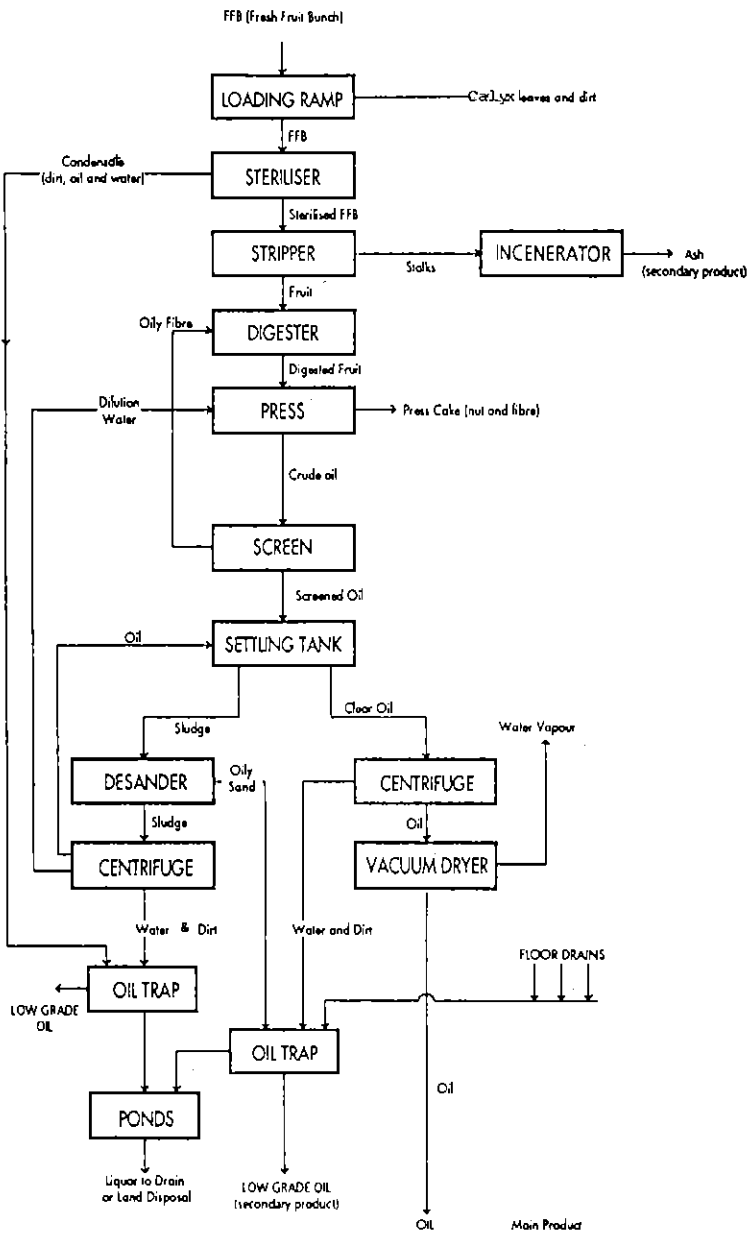 FFB (Fresh Fruit Bunch)
LOADING RAMP
Calyx leaves and dirt
FFB
Condensate
(dirt, oil and water)
STERILISER
Sterilised FFB
STRIPPER
Stalks
INCENERATOR
Ash
(secondary product)
Fruit
Oily Fibre
DIGESTER
Digested Fruit
Dilution
Water
PRESS
Press Cake (nut and fibre)
Crude oil
SCREEN
Screened Oil
Oil
SETTLING TANK
Clear Oil
Sludge
Water Vapour
DESANDER
Oily
Sand
CENTRIFUGE
Sludge
Oil
CENTRIFUGE
VACUUM DRYER
Water & Dirt
Water and Dirt
FLOOR DRAINS
OIL TRAP
LOW GRADE
OIL
OIL TRAP
Oil
PONDS
Liquor to Drain
or Land Disposal
LOW GRADE OIL
(secondary product)
OIL
Main Product